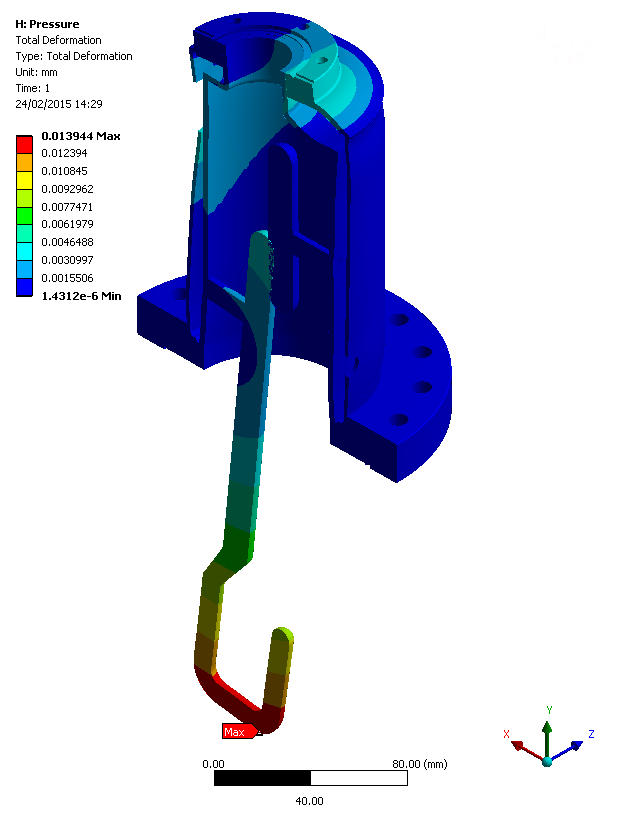 H: Pressure
Total Deformation
Type: Total Deformation
Unit: mm
Time: 1
24/02/2015 14:29
0.013944 Max
0.012394
0.010845
0.0092962
0.0077471
0.0061979
0.0046488
0.0030997
0.0015506
1.4312e-6 Min
Max
Y
X
Z
0.00
80.00 (mm)
40.00